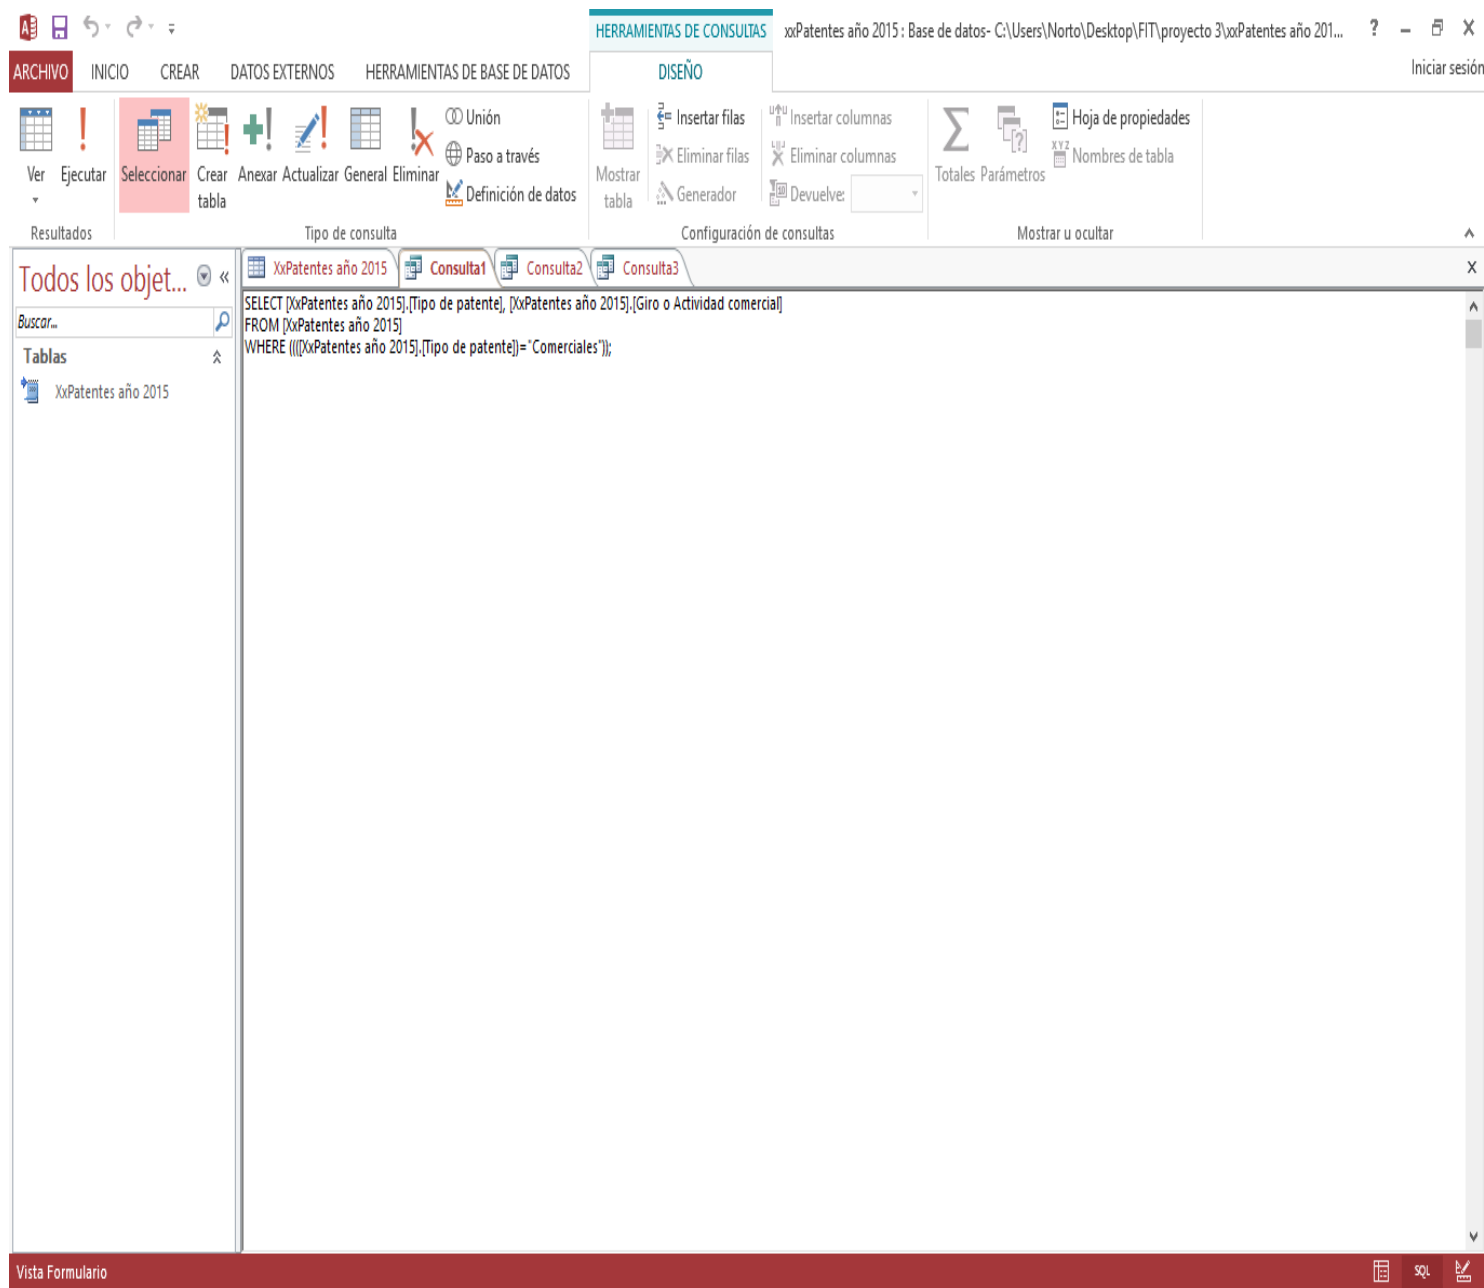 HERRAMIENTAS DE CONSULTAS
xxPatentes año 2015 : Base de datos- C:\Users\Norto\Desktop\FIT\proyecto 3\xxPatentes año 201...
?
ARCHIVO INICIO CREAR DATOS EXTERNOS HERRAMIENTAS DE BASE DE DATOS DISEÑO Iniciar sesión
Ver Ejecutar Seleccionar Crear tabla Anexar Actualizar General Eliminar
Unión
Paso a través
Definición de datos
Mostrar tabla
Insertar filas
Eliminar filas
Generador
Insertar columnas
Eliminar columnas
Devuelve:
Totales Parámetros
Hoja de propiedades
XYZ Nombres de tabla
Resultados Tipo de consulta Configuración de consultas Mostrar u ocultar
Todos los objet... «
Buscar...
Tablas
XxPatentes año 2015
XxPatentes año 2015 Consulta1 Consulta2 Consulta3
SELECT [XxPatentes año 2015].[Tipo de patente], [XxPatentes año 2015].[Giro o Actividad comercial]
FROM [XxPatentes año 2015]
WHERE ((([XxPatentes año 2015].[Tipo de patente])="Comerciales"));
Vista Formulario SQL